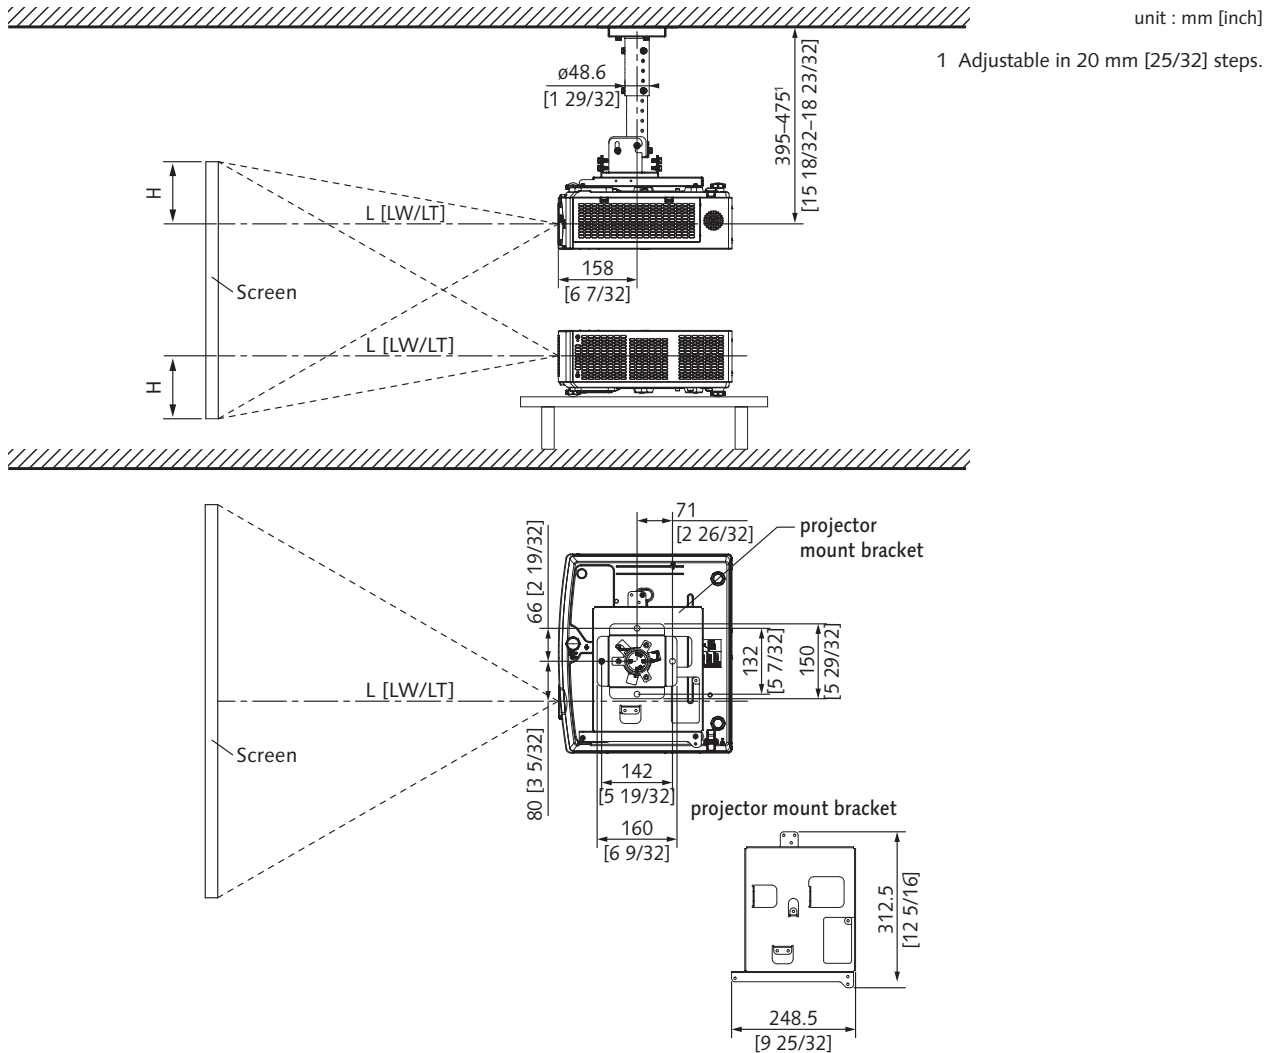 unit : mm [inch]
1 Adjustable in 20 mm [25/32] steps.
ø48.6
[1 29/32]
395–475¹
[15 18/32–18 23/32]
H
L [LW/LT]
158
[6 7/32]
Screen
L [LW/LT]
H
71
[2 26/32]
projector
mount bracket
66 [2 19/32]
132
[5 7/32]
150
[5 29/32]
L [LW/LT]
Screen
80 [3 5/32]
142
[5 19/32]
projector mount bracket
160
[6 9/32]
312.5
[12 5/16]
248.5
[9 25/32]